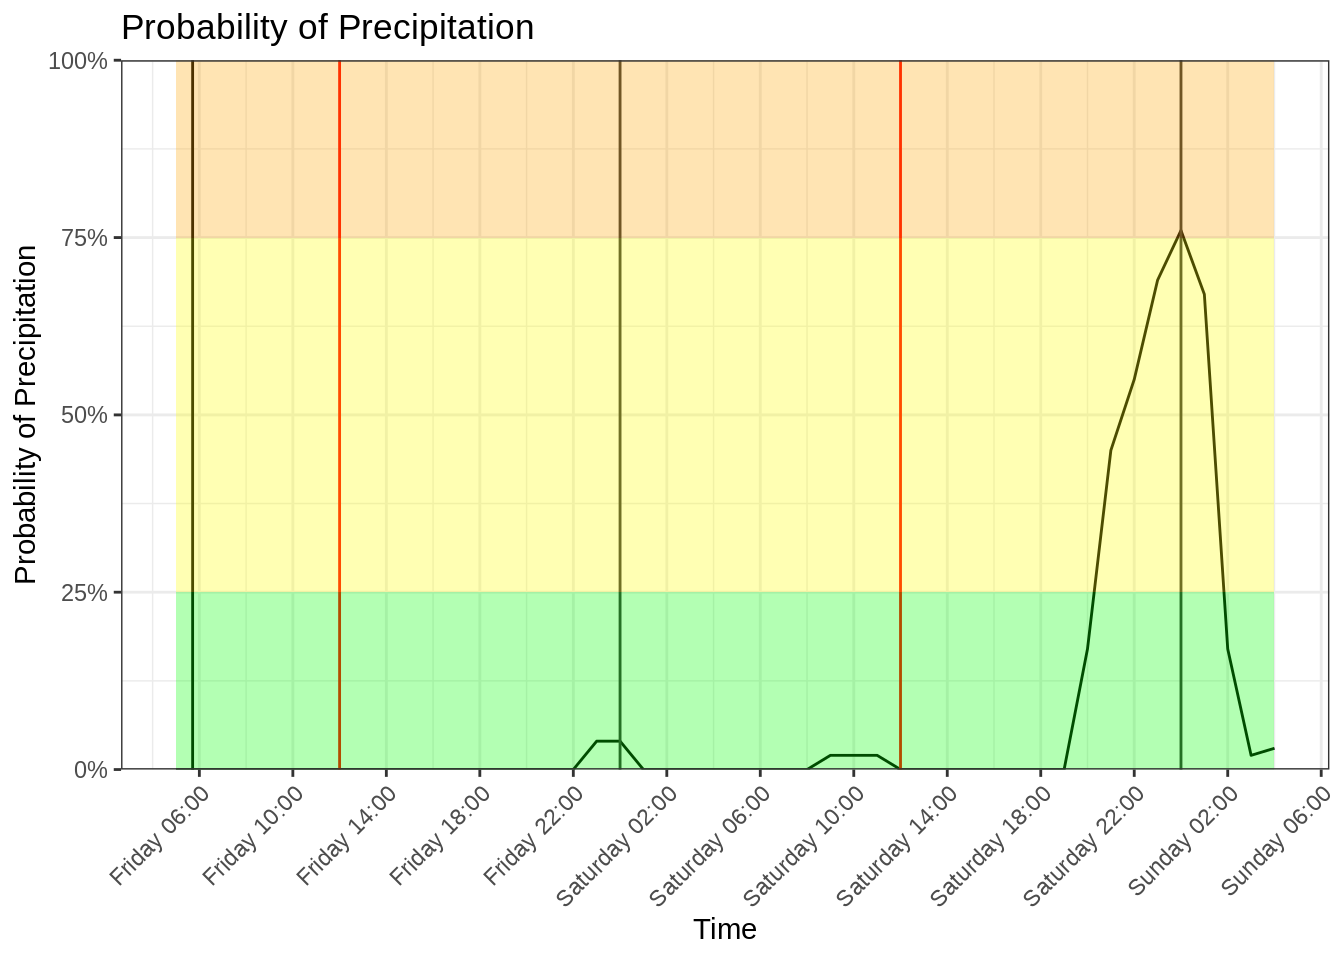 Probability of Precipitation
Probability of Precipitation
100%
75%
50%
25%
0%
Friday 06:00
Friday 10:00
Friday 14:00
Friday 18:00
Friday 22:00
Saturday 02:00
Saturday 06:00
Saturday 10:00
Saturday 14:00
Saturday 18:00
Saturday 22:00
Sunday 02:00
Sunday 06:00
Time